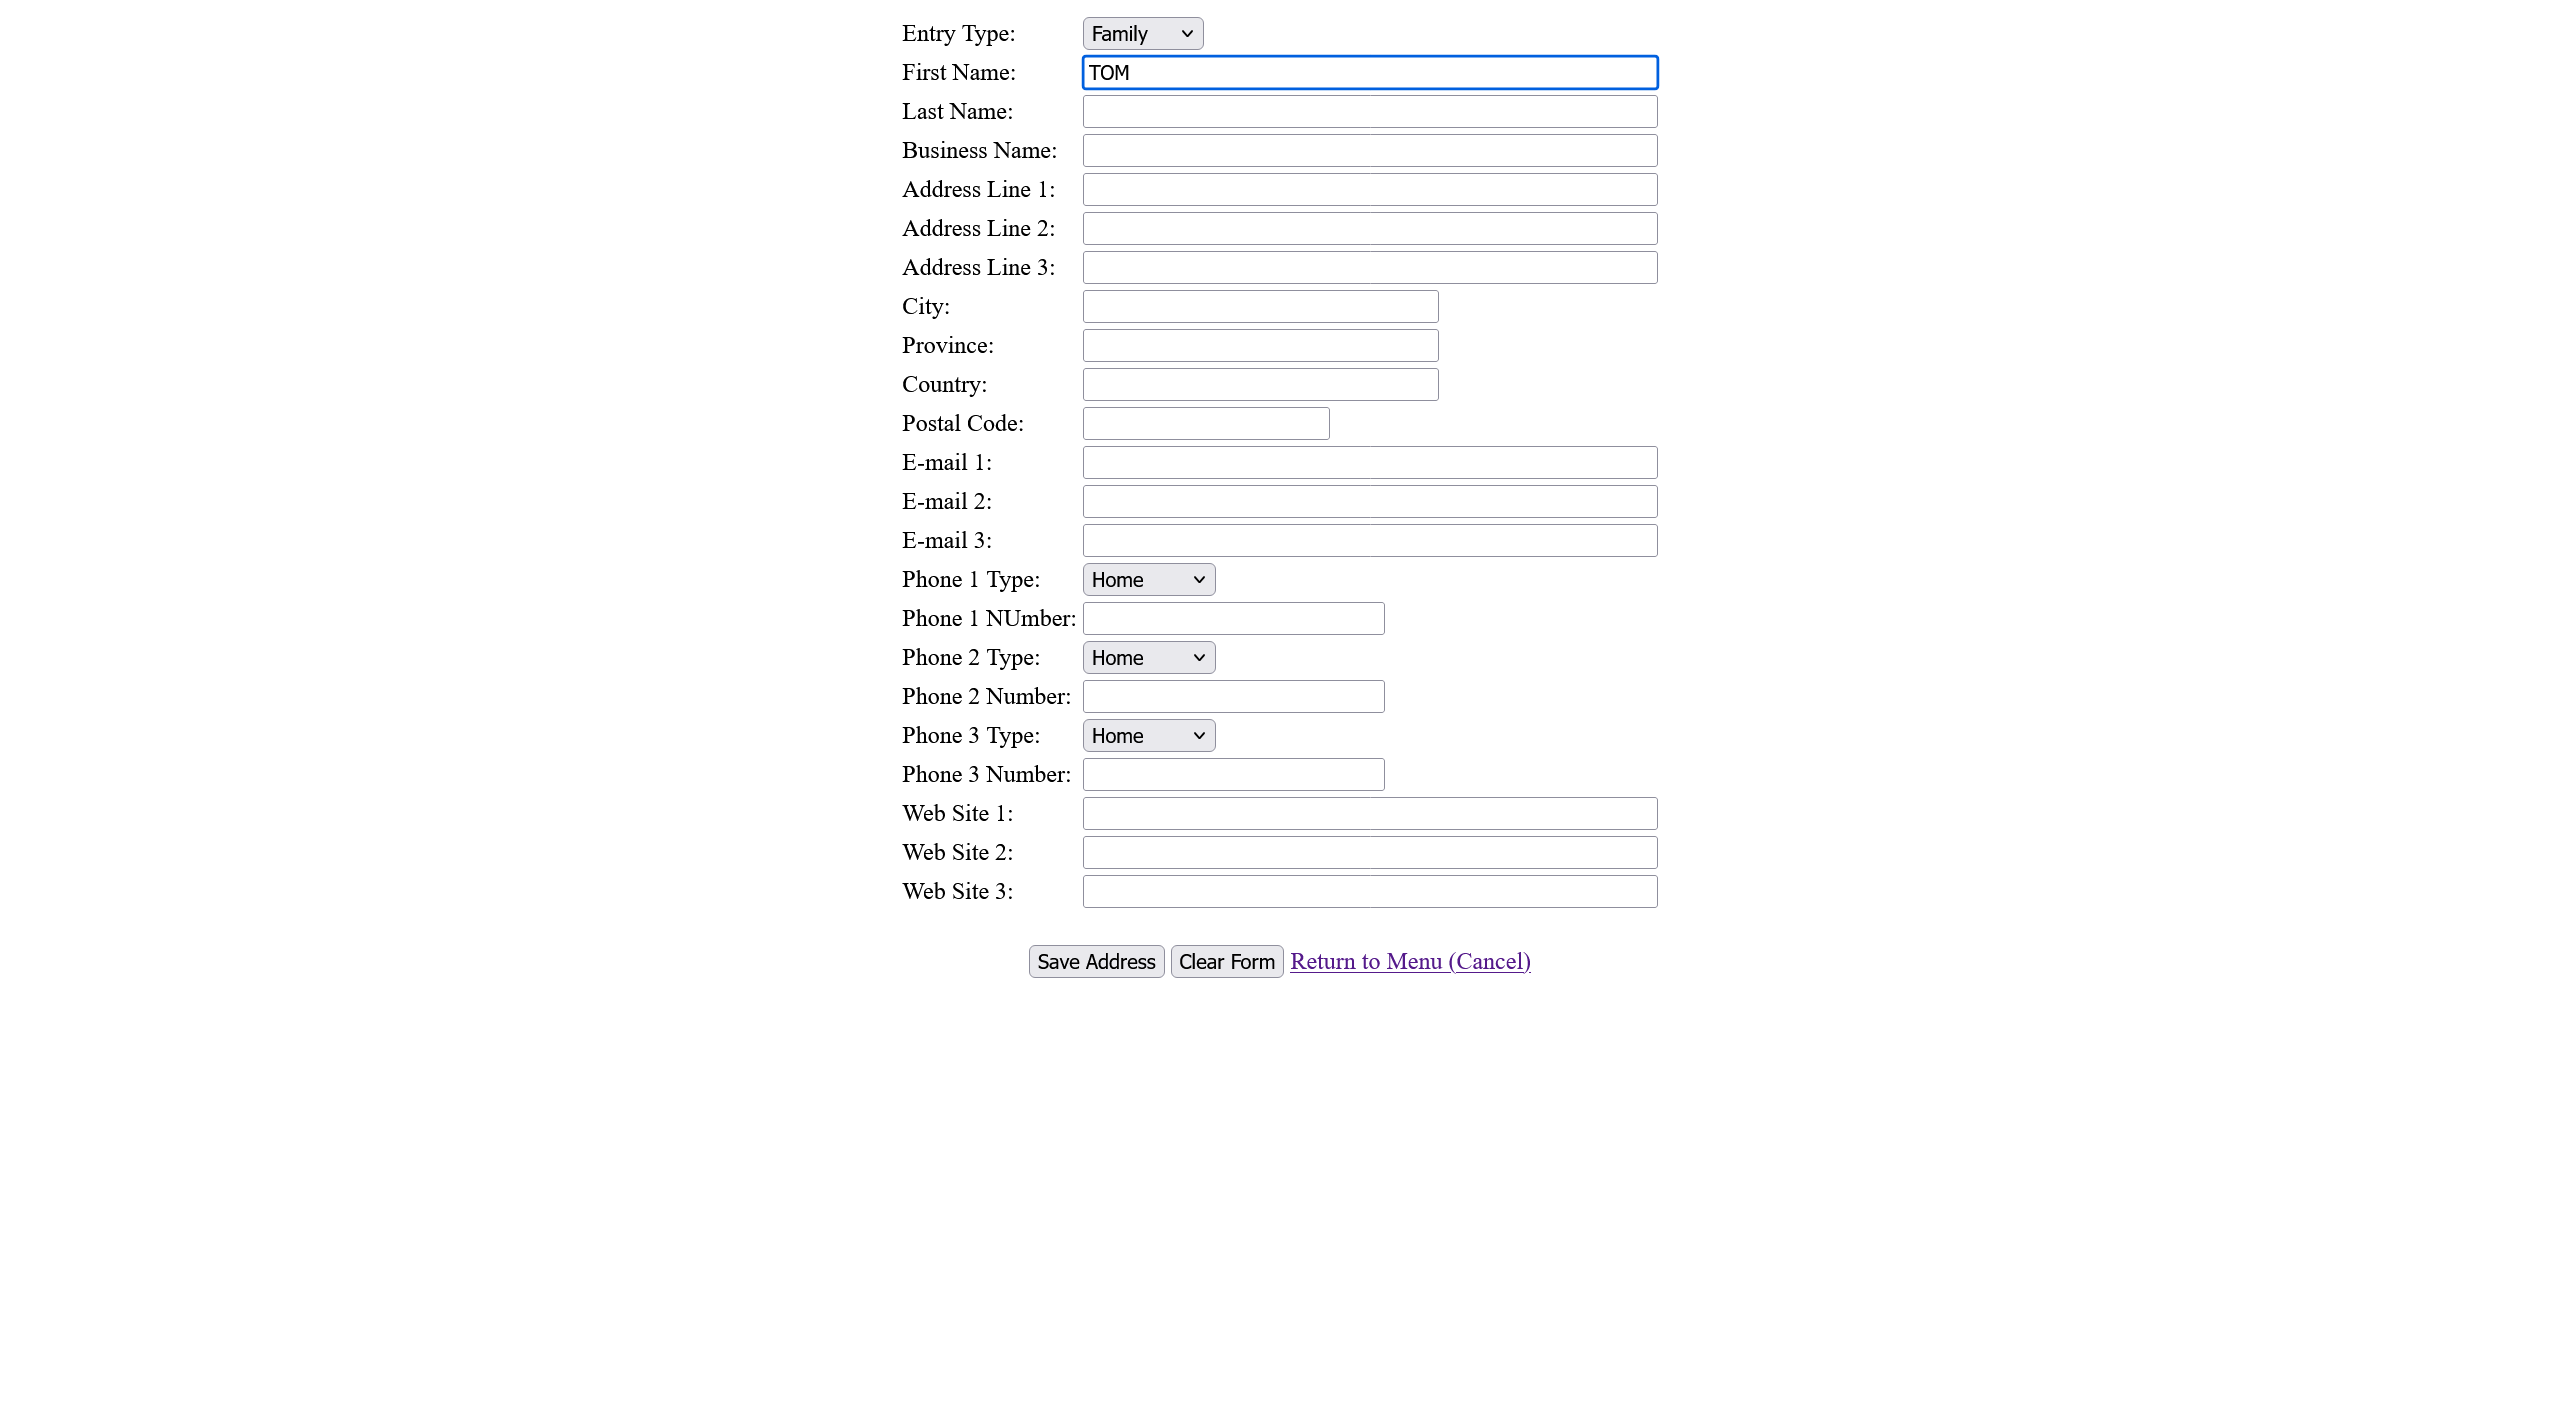 Entry Type: Family
First Name: TOM
Last Name:
Business Name:
Address Line 1:
Address Line 2:
Address Line 3:
City:
Province:
Country:
Postal Code:
E-mail 1:
E-mail 2:
E-mail 3:
Phone 1 Type: Home
Phone 1 NUmber:
Phone 2 Type: Home
Phone 2 Number:
Phone 3 Type: Home
Phone 3 Number:
Web Site 1:
Web Site 2:
Web Site 3:
Save Address Clear Form Return to Menu (Cancel)